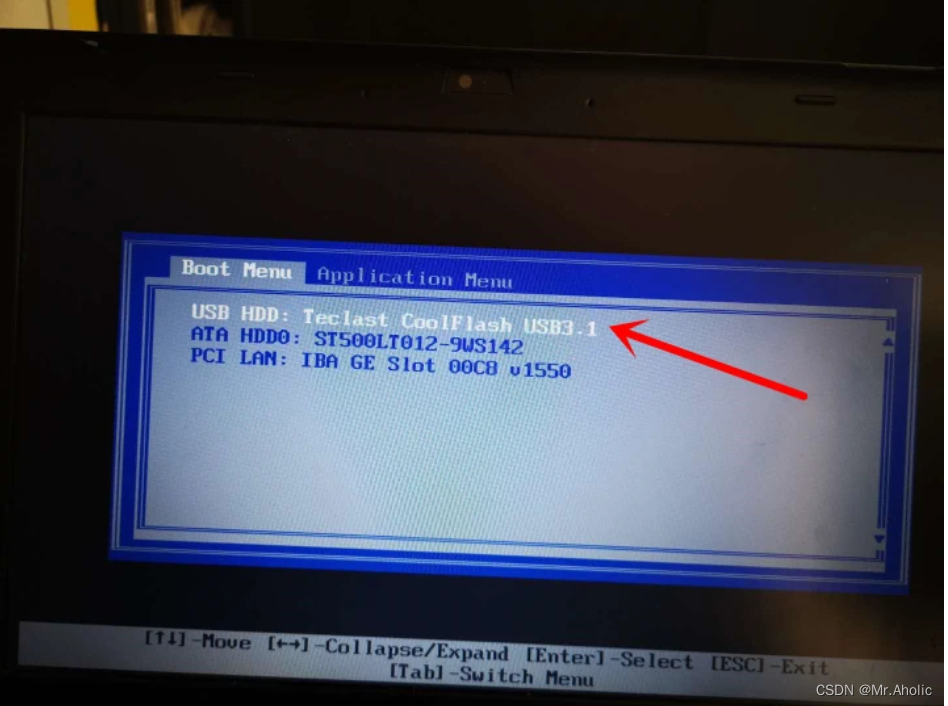 Boot Menu Application Menu
USB HDD: Teclast CoolFlash USB3.1
ATA HDD0: ST500LT012-9WS142
PCI LAN: IBA GE Slot 00C8 v1550
[↑↓]-Move [←→]-Collapse/Expand [Enter]-Select [ESC]-Exit
[Tab]-Switch Menu
CSDN @Mr.Aholic